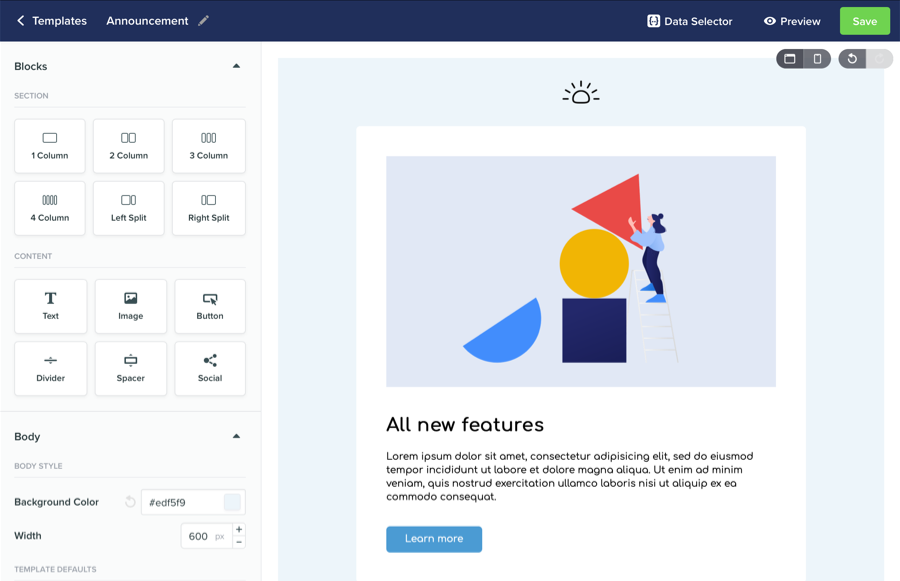 Templates Announcement Data Selector Preview Save
Blocks
SECTION
1 Column 2 Column 3 Column
4 Column Left Split Right Split
CONTENT
Text Image Button
Divider Spacer Social
Body
BODY STYLE
Background Color #edf5f9
Width 600 px + −
TEMPLATE DEFAULTS
All new features
Lorem ipsum dolor sit amet, consectetur adipisicing elit, sed do eiusmod
tempor incididunt ut labore et dolore magna aliqua. Ut enim ad minim
veniam, quis nostrud exercitation ullamco laboris nisi ut aliquip ex ea
commodo consequat.
Learn more